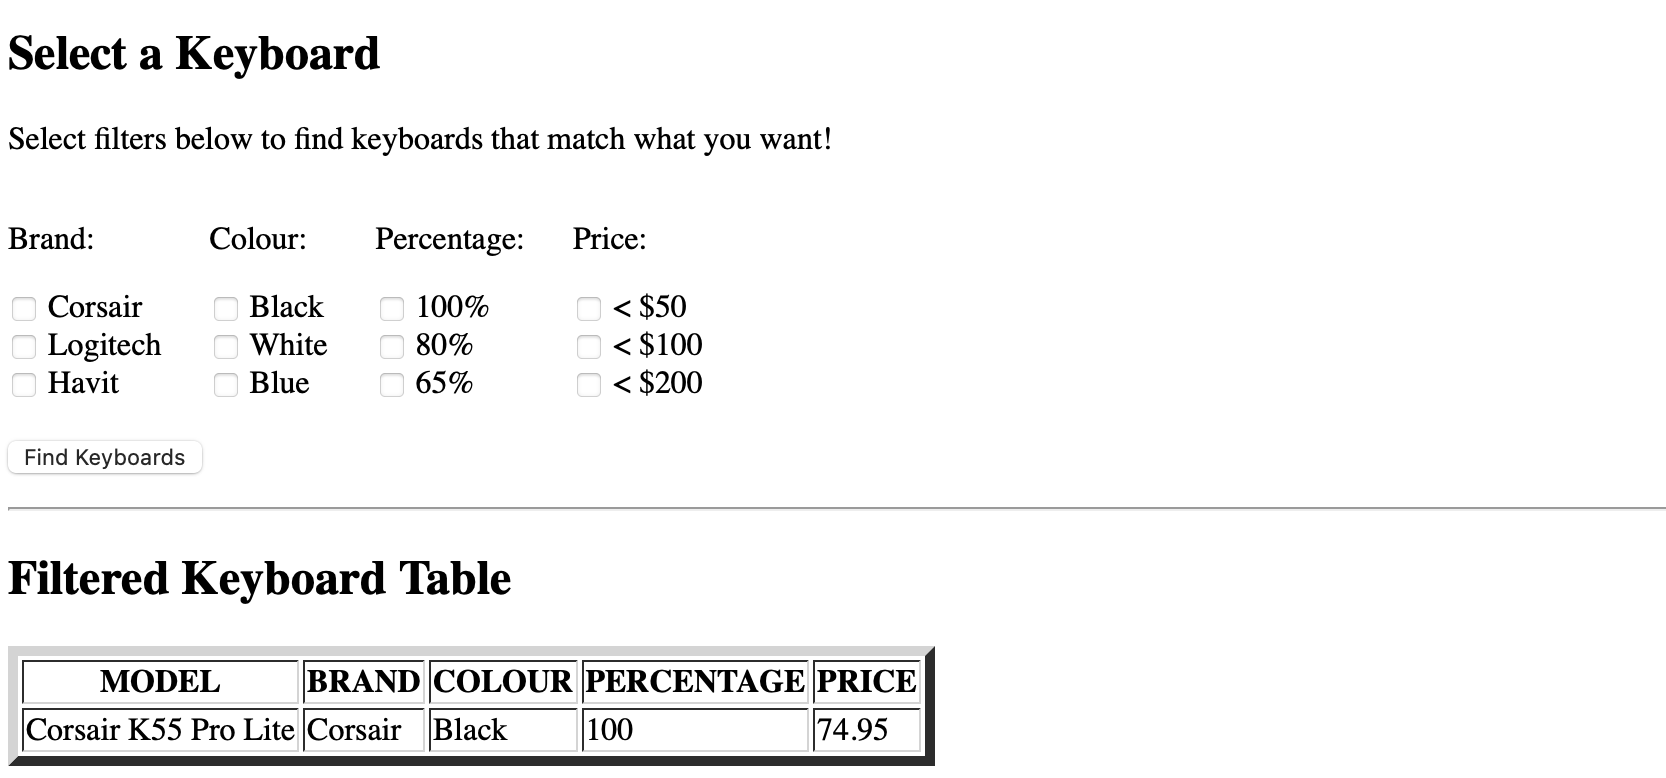 Select a Keyboard
Select filters below to find keyboards that match what you want!
Brand: Colour: Percentage: Price:
Corsair Black 100% < $50
Logitech White 80% < $100
Havit Blue 65% < $200
Find Keyboards
Filtered Keyboard Table
MODEL BRAND COLOUR PERCENTAGE PRICE
Corsair K55 Pro Lite Corsair Black 100 74.95